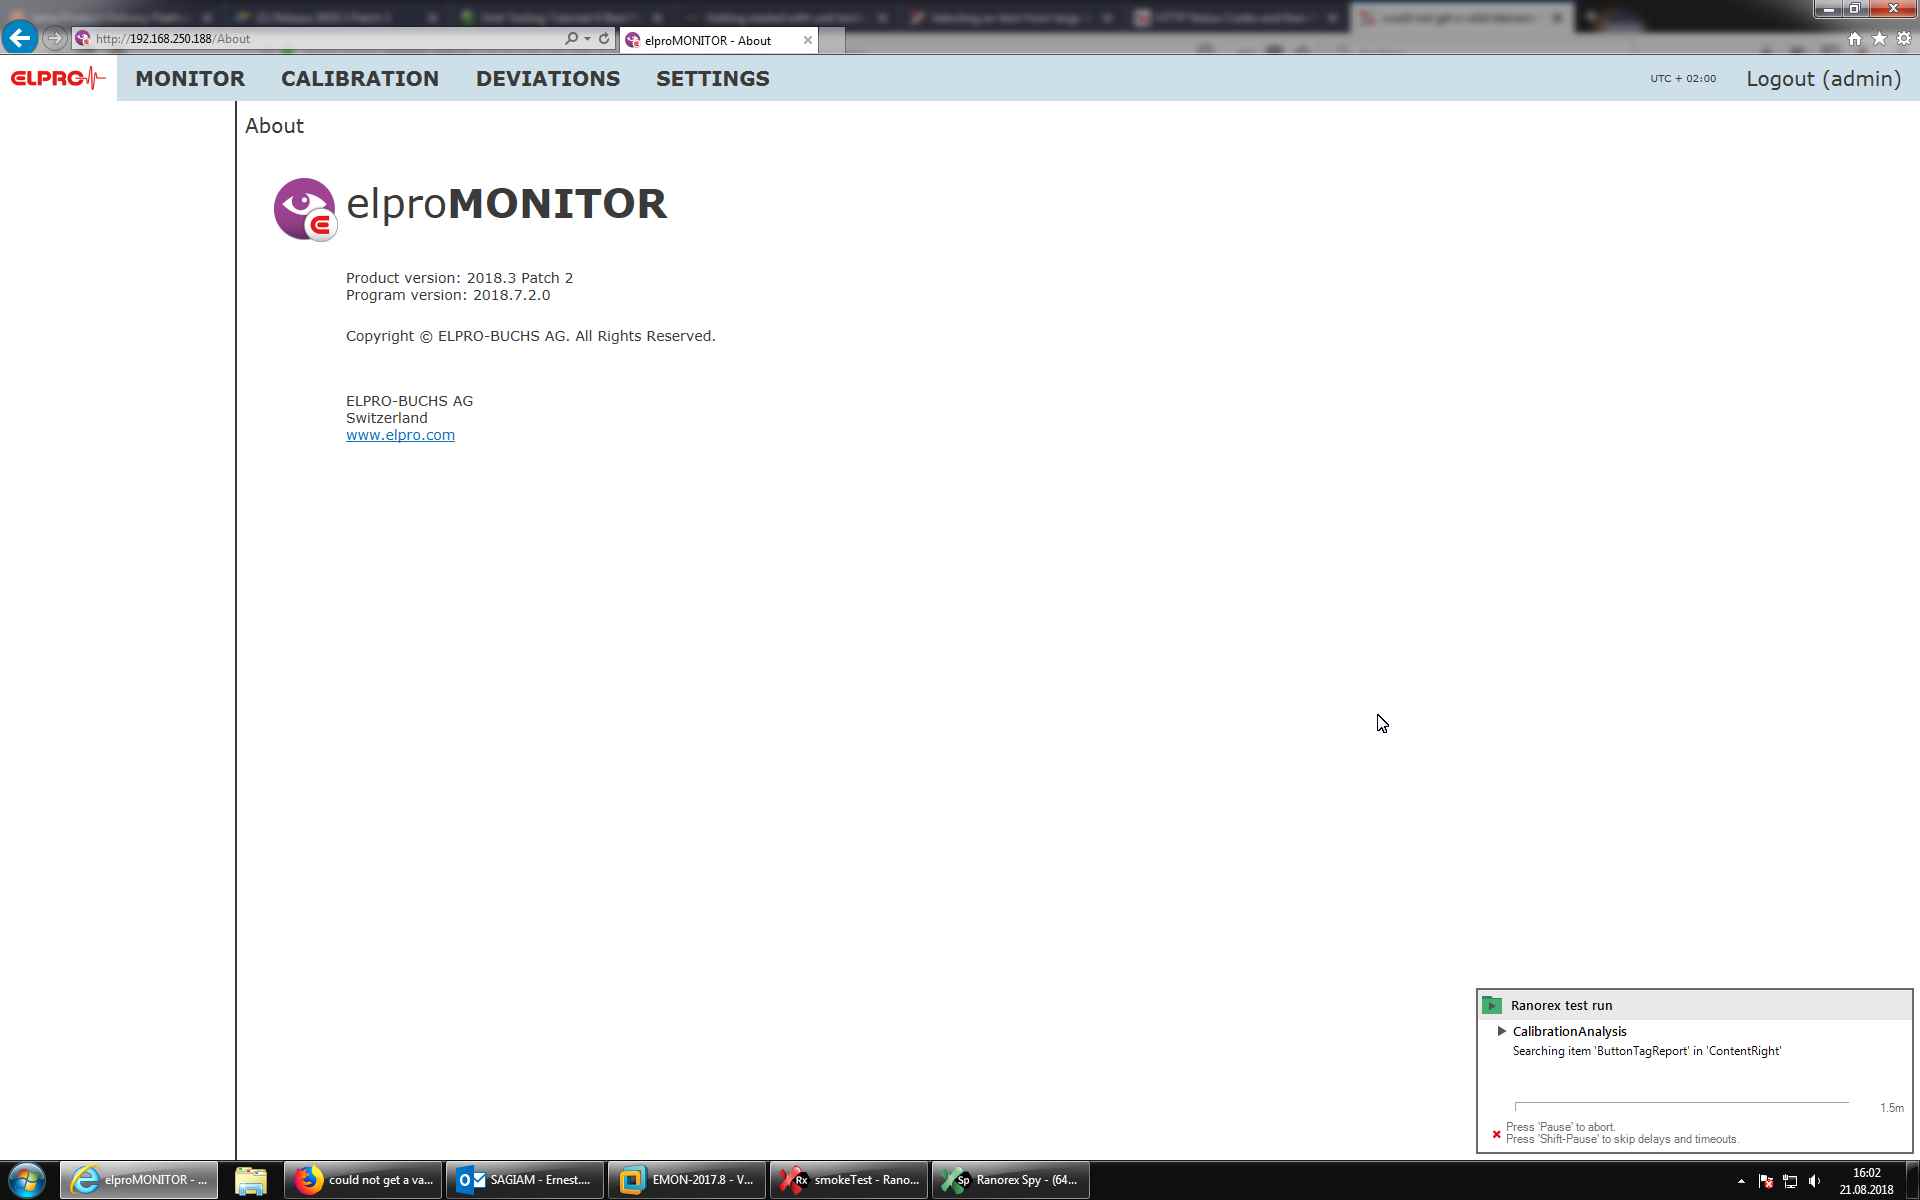 http://192.168.250.188/About
elproMONITOR - About
ELPRO
MONITOR
CALIBRATION
DEVIATIONS
SETTINGS
UTC + 02:00
Logout (admin)
About
elproMONITOR
Product version: 2018.3 Patch 2
Program version: 2018.7.2.0
Copyright © ELPRO-BUCHS AG. All Rights Reserved.
ELPRO-BUCHS AG
Switzerland
www.elpro.com
Ranorex test run
CalibrationAnalysis
Searching item 'ButtonTagReport' in 'ContentRight'
1.5m
Press 'Pause' to abort.
Press 'Shift-Pause' to skip delays and timeouts.
elproMONITOR - ...
could not get a va...
SAGIAM - Ernest....
EMON-2017.8 - V...
smokeTest - Rano...
Ranorex Spy - (64...
16:02
21.08.2018